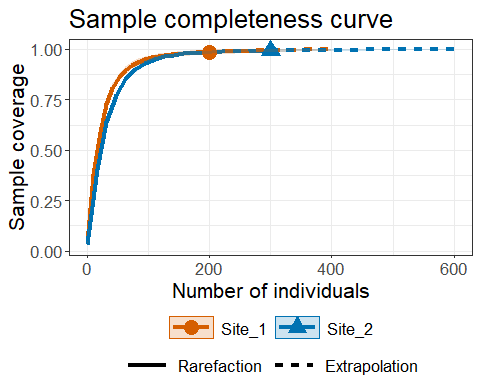 Sample completeness curve
Sample coverage
1.00
0.75
0.50
0.25
0.00
0 200 400 600
Number of individuals
Site_1 Site_2
Rarefaction Extrapolation